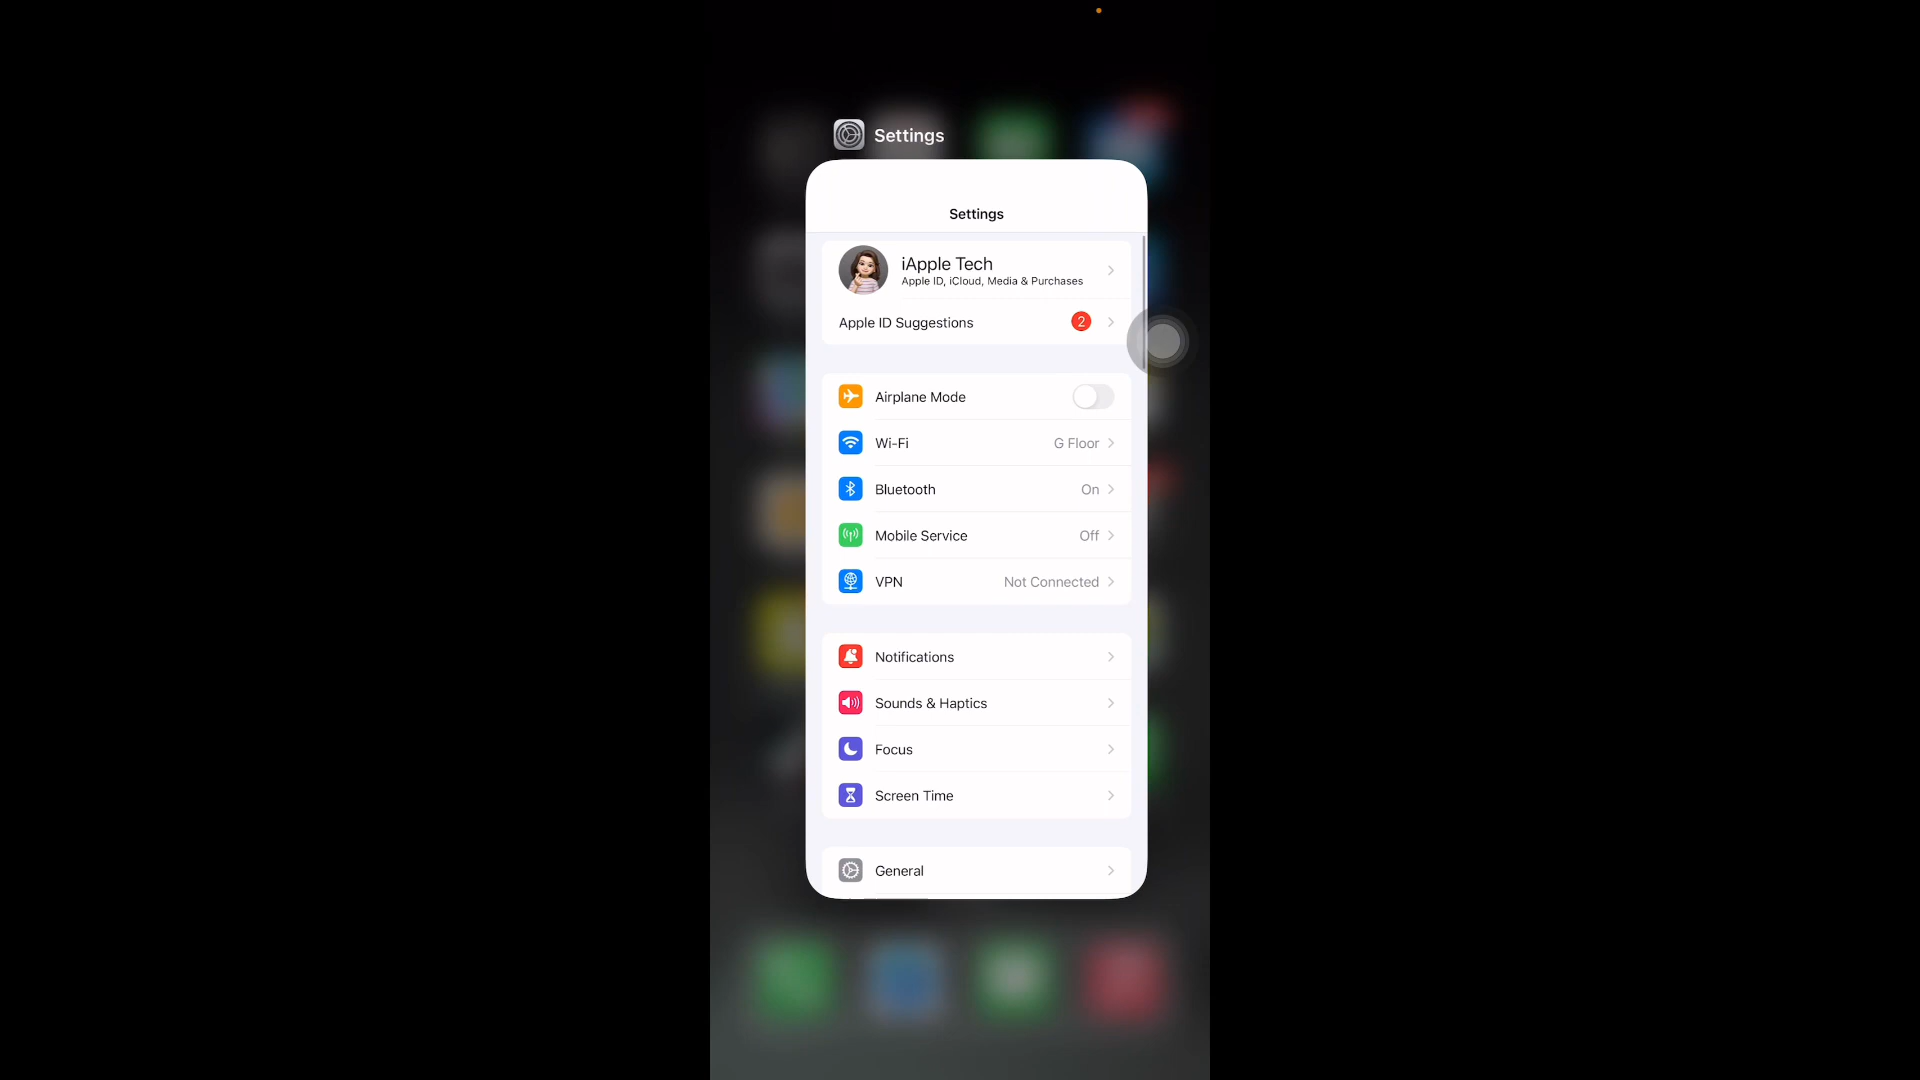 Settings
Settings
iApple Tech
Apple ID, iCloud, Media & Purchases
Apple ID Suggestions 2
Airplane Mode
Wi-Fi G Floor
Bluetooth On
Mobile Service Off
VPN Not Connected
Notifications
Sounds & Haptics
Focus
Screen Time
General